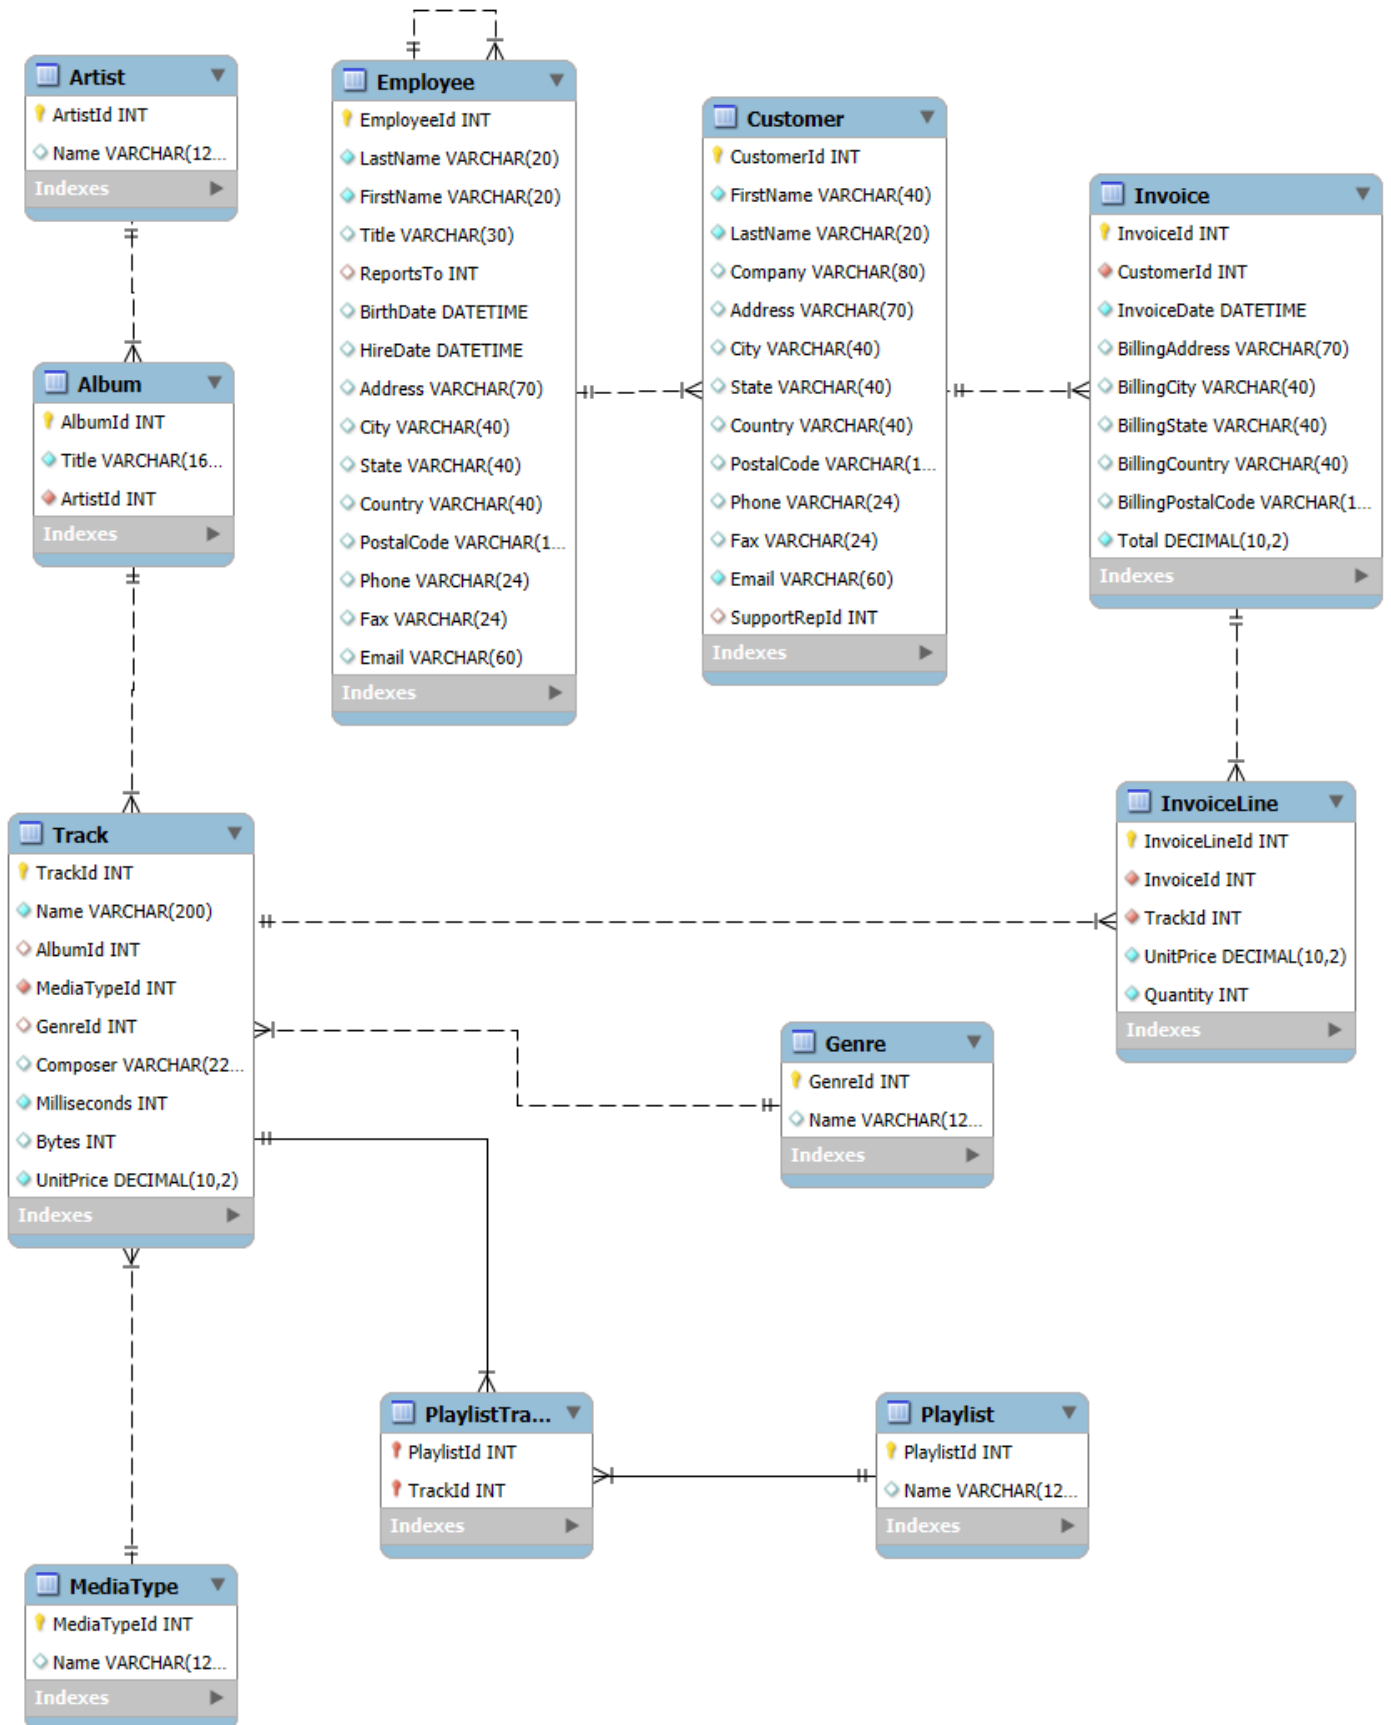 Artist
ArtistId INT
Name VARCHAR(12...
Indexes
Employee
EmployeeId INT
LastName VARCHAR(20)
FirstName VARCHAR(20)
Title VARCHAR(30)
ReportsTo INT
BirthDate DATETIME
HireDate DATETIME
Address VARCHAR(70)
City VARCHAR(40)
State VARCHAR(40)
Country VARCHAR(40)
PostalCode VARCHAR(1...
Phone VARCHAR(24)
Fax VARCHAR(24)
Email VARCHAR(60)
Indexes
Customer
CustomerId INT
FirstName VARCHAR(40)
LastName VARCHAR(20)
Company VARCHAR(80)
Address VARCHAR(70)
City VARCHAR(40)
State VARCHAR(40)
Country VARCHAR(40)
PostalCode VARCHAR(1...
Phone VARCHAR(24)
Fax VARCHAR(24)
Email VARCHAR(60)
SupportRepId INT
Indexes
Invoice
InvoiceId INT
CustomerId INT
InvoiceDate DATETIME
BillingAddress VARCHAR(70)
BillingCity VARCHAR(40)
BillingState VARCHAR(40)
BillingCountry VARCHAR(40)
BillingPostalCode VARCHAR(1...
Total DECIMAL(10,2)
Indexes
Album
AlbumId INT
Title VARCHAR(16...
ArtistId INT
Indexes
Track
TrackId INT
Name VARCHAR(200)
AlbumId INT
MediaTypeId INT
GenreId INT
Composer VARCHAR(22...
Milliseconds INT
Bytes INT
UnitPrice DECIMAL(10,2)
Indexes
InvoiceLine
InvoiceLineId INT
InvoiceId INT
TrackId INT
UnitPrice DECIMAL(10,2)
Quantity INT
Indexes
Genre
GenreId INT
Name VARCHAR(12...
Indexes
PlaylistTra...
PlaylistId INT
TrackId INT
Indexes
Playlist
PlaylistId INT
Name VARCHAR(12...
Indexes
MediaType
MediaTypeId INT
Name VARCHAR(12...
Indexes